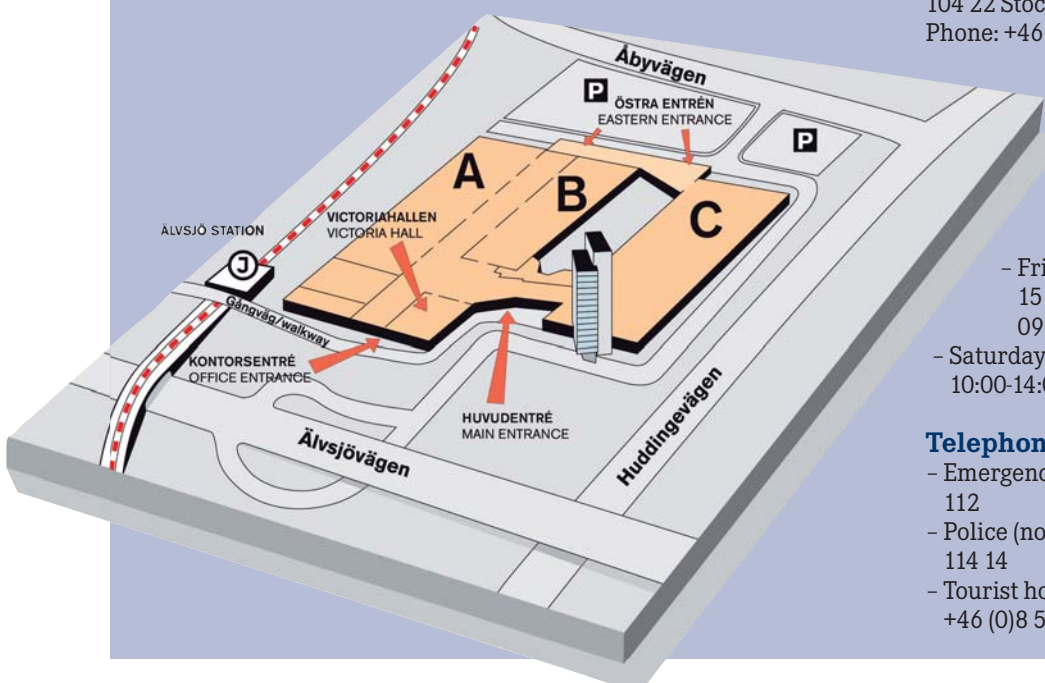 104 22
Phone: +46
Åbyvägen
P
ÖSTRA ENTRÉN
EASTERN ENTRANCE
P
A
B
C
VICTORIAHALLEN
VICTORIA HALL
ÄLVSJÖ STATION
J
Gångväg/walkway
KONTORSENTRÉ
OFFICE ENTRANCE
HUVUDENTRÉ
MAIN ENTRANCE
Älvsjövägen
Huddingevägen
– Fri
15
09
– Saturday
10:00-14:0
Telephon
– Emergenc
112
– Police (no
114 14
– Tourist ho
+46 (0)8 5